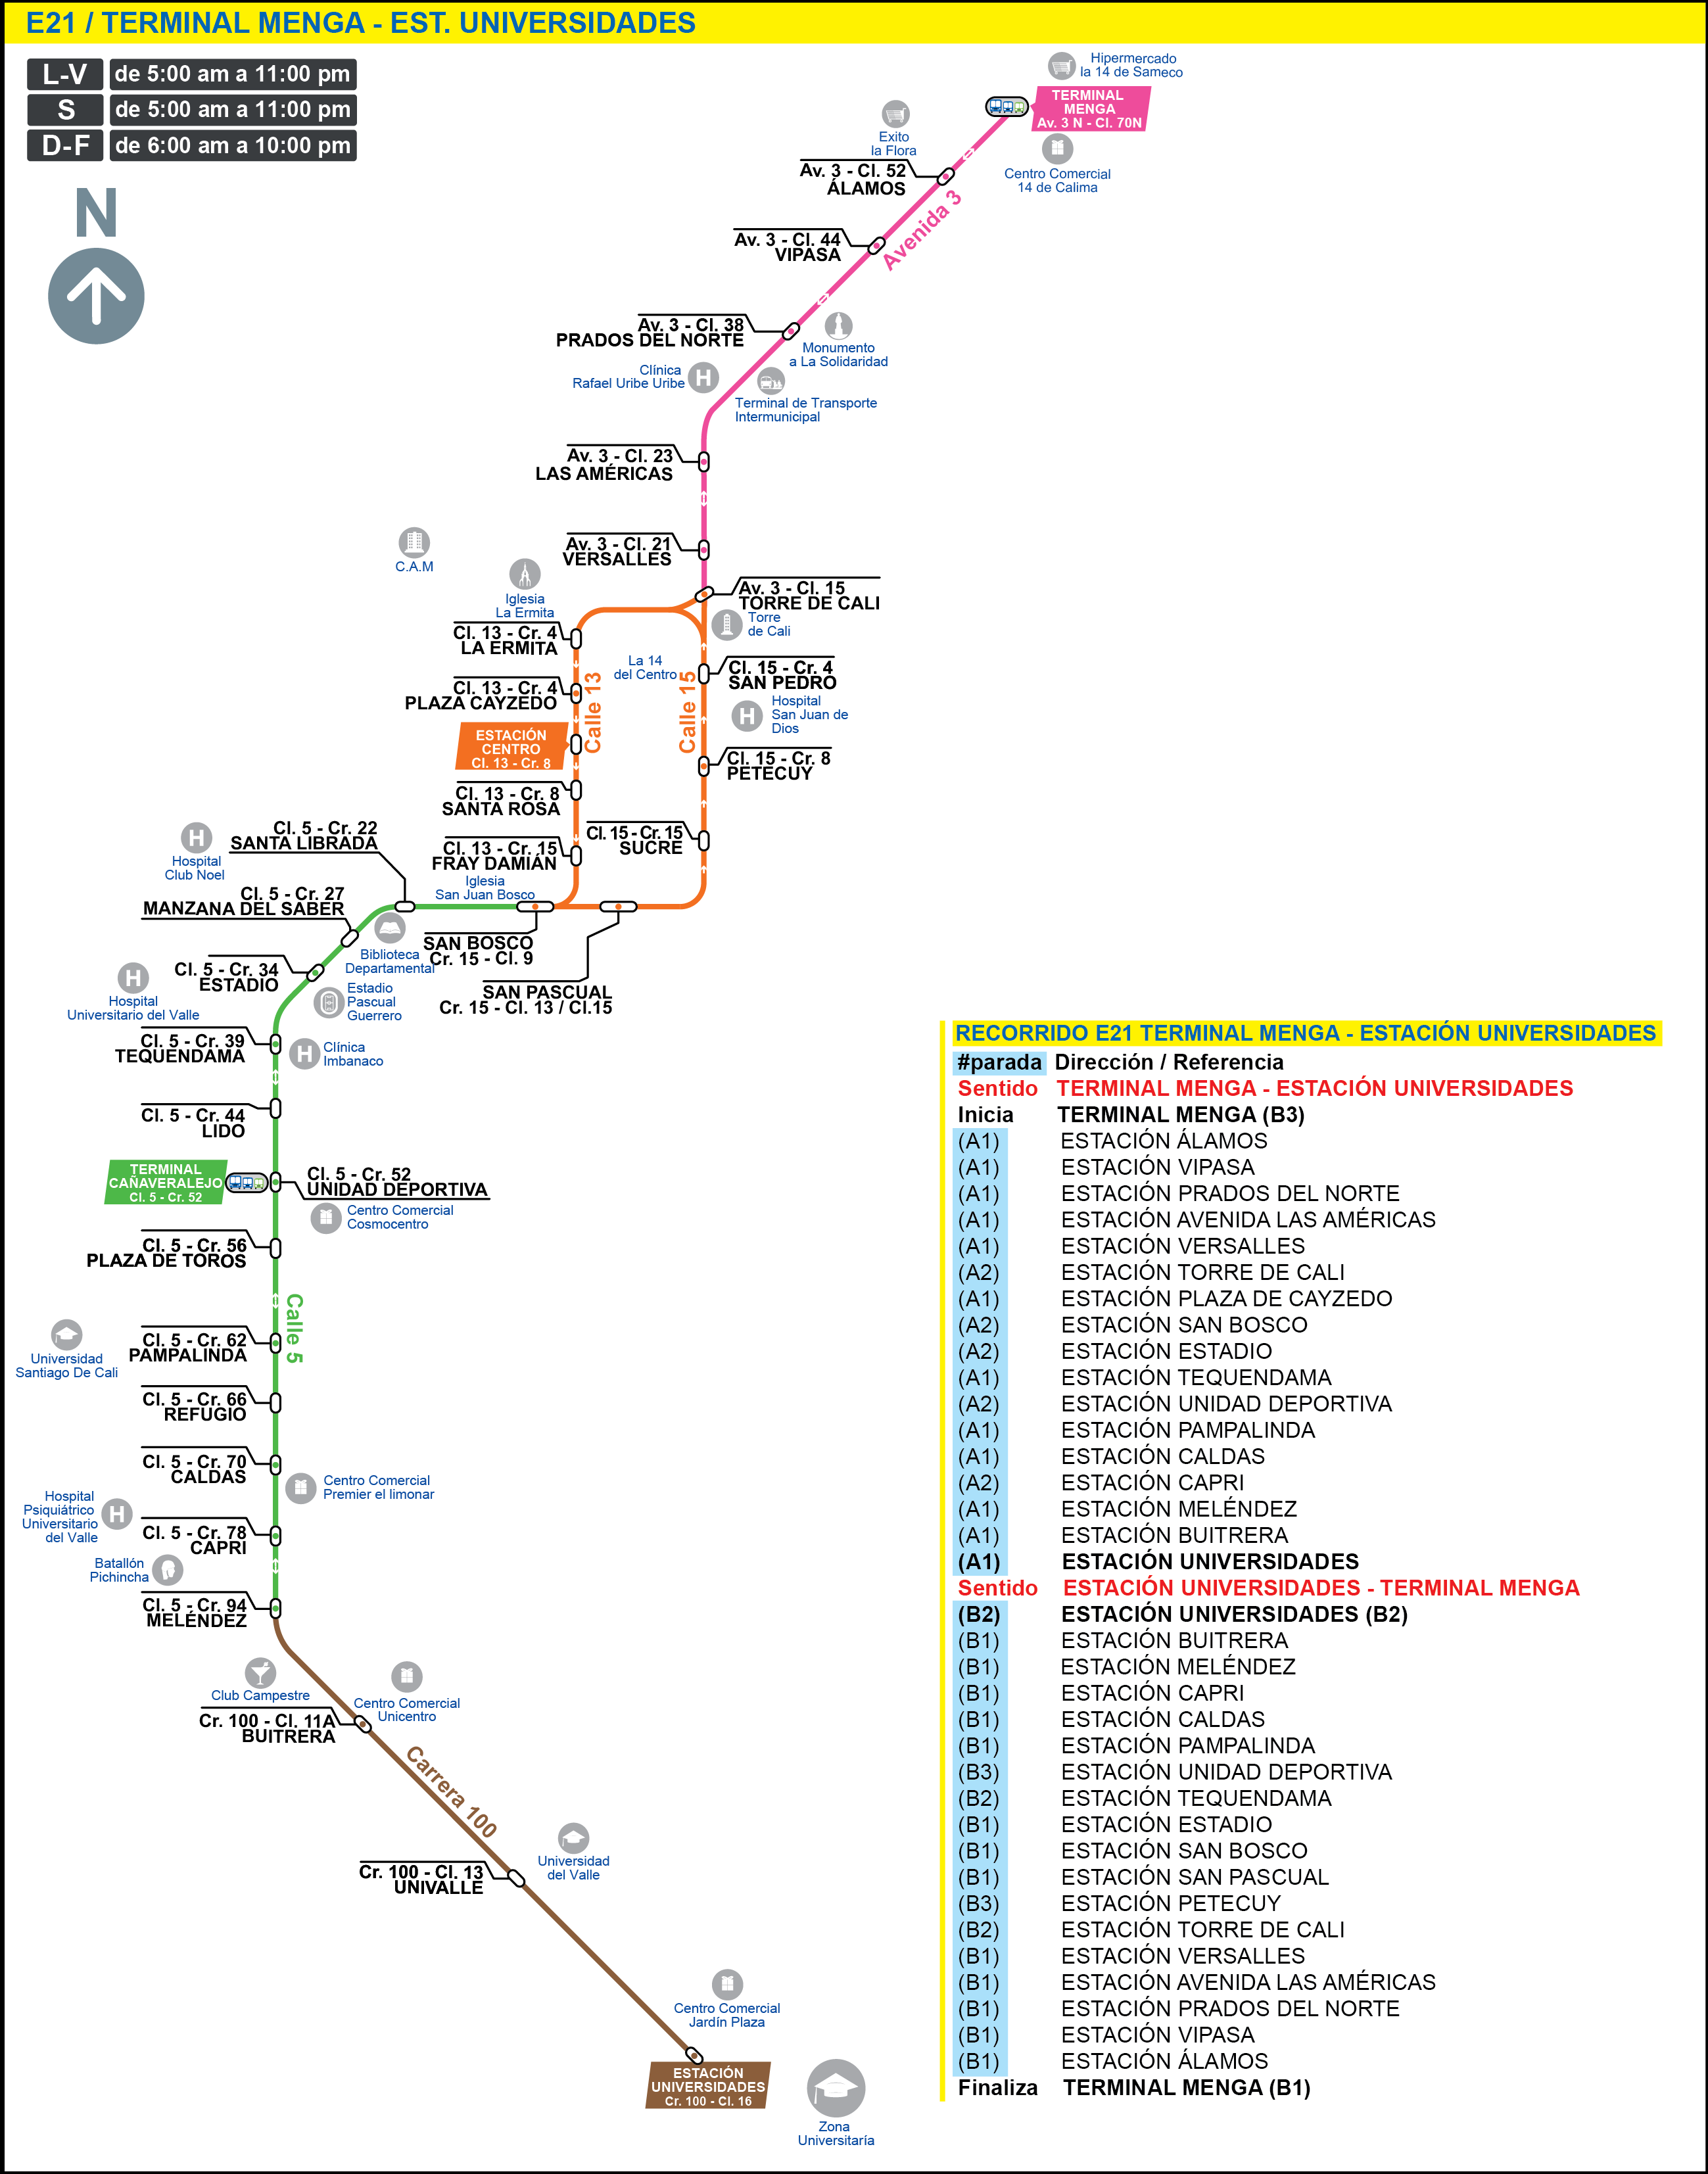 E21 / TERMINAL MENGA - EST. UNIVERSIDADES
L-V de 5:00 am a 11:00 pm
S de 5:00 am a 11:00 pm
D-F de 6:00 am a 10:00 pm
N
Hipermercado
la 14 de Sameco
TERMINAL
MENGA
Av. 3 N - Cl. 70N
Exito
la Flora
Centro Comercial
14 de Calima
Av. 3 - Cl. 52
ÁLAMOS
Avenida 3
Av. 3 - Cl. 44
VIPASA
Av. 3 - Cl. 38
PRADOS DEL NORTE
Monumento
a La Solidaridad
Clínica
Rafael Uribe Uribe
Terminal de Transporte
Intermunicipal
Av. 3 - Cl. 23
LAS AMÉRICAS
Av. 3 - Cl. 21
VERSALLES
C.A.M
Iglesia
La Ermita
Av. 3 - Cl. 15
TORRE DE CALI
Torre
de Cali
Cl. 13 - Cr. 4
LA ERMITA
La 14
del Centro
Cl. 15 - Cr. 4
SAN PEDRO
Cl. 13 - Cr. 4
PLAZA CAYZEDO
Calle 13
Calle 15
Hospital
San Juan de
Dios
ESTACIÓN
CENTRO
Cl. 13 - Cr. 8
Cl. 15 - Cr. 8
PETECUY
Cl. 13 - Cr. 8
SANTA ROSA
Cl. 15 - Cr. 15
SUCRE
Cl. 13 - Cr. 15
FRAY DAMIÁN
Cl. 5 - Cr. 22
SANTA LIBRADA
Hospital
Club Noel
Iglesia
San Juan Bosco
Cl. 5 - Cr. 27
MANZANA DEL SABER
Biblioteca
Departamental
SAN BOSCO
Cr. 15 - Cl. 9
SAN PASCUAL
Cr. 15 - Cl. 13 / Cl.15
Cl. 5 - Cr. 34
ESTADIO
Hospital
Universitario del Valle
Estadio
Pascual
Guerrero
Cl. 5 - Cr. 39
TEQUENDAMA
Clínica
Imbanaco
Cl. 5 - Cr. 44
LIDO
TERMINAL
CAÑAVERALEJO
Cl. 5 - Cr. 52
Cl. 5 - Cr. 52
UNIDAD DEPORTIVA
Centro Comercial
Cosmocentro
Cl. 5 - Cr. 56
PLAZA DE TOROS
Calle 5
Cl. 5 - Cr. 62
PAMPALINDA
Universidad
Santiago De Cali
Cl. 5 - Cr. 66
REFUGIO
Cl. 5 - Cr. 70
CALDAS
Centro Comercial
Premier el limonar
Hospital
Psiquiátrico
Universitario
del Valle
Cl. 5 - Cr. 78
CAPRI
Batallón
Pichincha
Cl. 5 - Cr. 94
MELÉNDEZ
Club Campestre
Centro Comercial
Unicentro
Cr. 100 - Cl. 11A
BUITRERA
Carrera 100
Cr. 100 - Cl. 13
UNIVALLE
Universidad
del Valle
Centro Comercial
Jardín Plaza
ESTACIÓN
UNIVERSIDADES
Cr. 100 - Cl. 16
Zona
Universitaría
H
H
H
H
H
H
RECORRIDO E21 TERMINAL MENGA - ESTACIÓN UNIVERSIDADES
#parada Dirección / Referencia
Sentido TERMINAL MENGA - ESTACIÓN UNIVERSIDADES
Inicia TERMINAL MENGA (B3)
(A1) ESTACIÓN ÁLAMOS
(A1) ESTACIÓN VIPASA
(A1) ESTACIÓN PRADOS DEL NORTE
(A1) ESTACIÓN AVENIDA LAS AMÉRICAS
(A1) ESTACIÓN VERSALLES
(A2) ESTACIÓN TORRE DE CALI
(A1) ESTACIÓN PLAZA DE CAYZEDO
(A2) ESTACIÓN SAN BOSCO
(A2) ESTACIÓN ESTADIO
(A1) ESTACIÓN TEQUENDAMA
(A2) ESTACIÓN UNIDAD DEPORTIVA
(A1) ESTACIÓN PAMPALINDA
(A1) ESTACIÓN CALDAS
(A2) ESTACIÓN CAPRI
(A1) ESTACIÓN MELÉNDEZ
(A1) ESTACIÓN BUITRERA
(A1) ESTACIÓN UNIVERSIDADES
Sentido ESTACIÓN UNIVERSIDADES - TERMINAL MENGA
(B2) ESTACIÓN UNIVERSIDADES (B2)
(B1) ESTACIÓN BUITRERA
(B1) ESTACIÓN MELÉNDEZ
(B1) ESTACIÓN CAPRI
(B1) ESTACIÓN CALDAS
(B1) ESTACIÓN PAMPALINDA
(B3) ESTACIÓN UNIDAD DEPORTIVA
(B2) ESTACIÓN TEQUENDAMA
(B1) ESTACIÓN ESTADIO
(B1) ESTACIÓN SAN BOSCO
(B1) ESTACIÓN SAN PASCUAL
(B3) ESTACIÓN PETECUY
(B2) ESTACIÓN TORRE DE CALI
(B1) ESTACIÓN VERSALLES
(B1) ESTACIÓN AVENIDA LAS AMÉRICAS
(B1) ESTACIÓN PRADOS DEL NORTE
(B1) ESTACIÓN VIPASA
(B1) ESTACIÓN ÁLAMOS
Finaliza TERMINAL MENGA (B1)